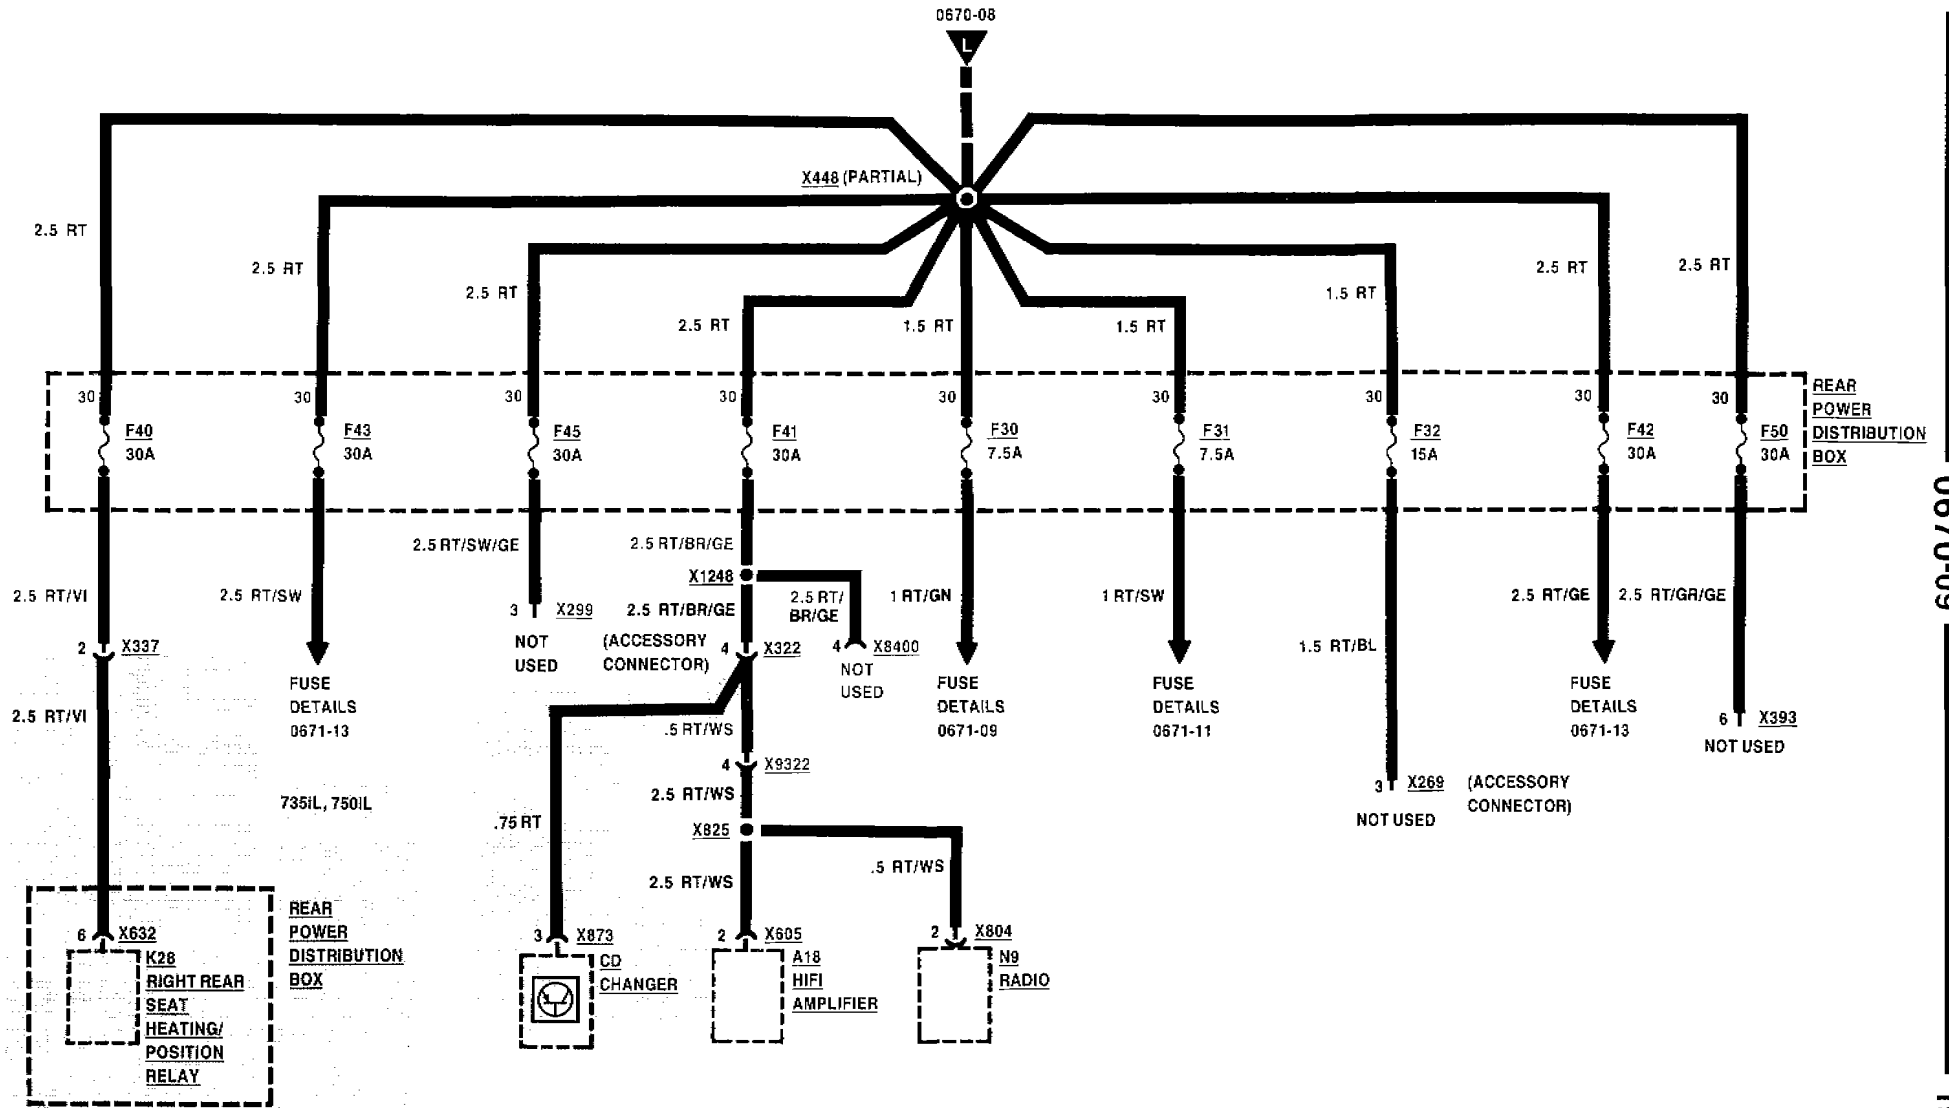 0670-08
L
X448 (PARTIAL)
2.5 RT
2.5 RT
2.5 RT
2.5 RT
1.5 RT
1.5 RT
1.5 RT
2.5 RT
2.5 RT
30
30
30
30
30
30
30
30
30
F40
30A
F43
30A
F45
30A
F41
30A
F30
7.5A
F31
7.5A
F32
15A
F42
30A
F50
30A
REAR
POWER
DISTRIBUTION
BOX
0670-09
2.5 RT/SW/GE
2.5 RT/BR/GE
X1248
2.5 RT/VI
2.5 RT/SW
3 X299
NOT
USED
2.5 RT/BR/GE
2.5 RT/
BR/GE
1 RT/GN
1 RT/SW
2.5 RT/GE
2.5 RT/GR/GE
(ACCESSORY
CONNECTOR)
2 X337
4 X322
4 X8400
NOT
USED
1.5 RT/BL
FUSE
DETAILS
0671-13
FUSE
DETAILS
0671-09
FUSE
DETAILS
0671-11
FUSE
DETAILS
0671-13
6 X393
NOT USED
2.5 RT/VI
.5 RT/WS
4 X9322
3 X269
(ACCESSORY
CONNECTOR)
NOT USED
735iL, 750iL
2.5 RT/WS
.75 RT
X825
.5 RT/WS
2.5 RT/WS
REAR
POWER
DISTRIBUTION
BOX
6 X632
K28
RIGHT REAR
SEAT
HEATING/
POSITION
RELAY
3 X873
CD
CHANGER
2 X605
A18
HIFI
AMPLIFIER
2 X804
N9
RADIO